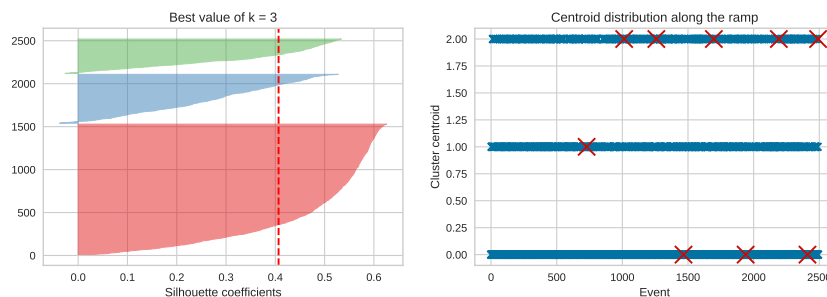 Best value of k = 3
2500
2000
1500
1000
500
0
0.0 0.1 0.2 0.3 0.4 0.5 0.6
Silhouette coefficients
Centroid distribution along the ramp
2.00
1.75
1.50
1.25
1.00
0.75
0.50
0.25
0.00
Cluster centroid
0 500 1000 1500 2000 2500
Event